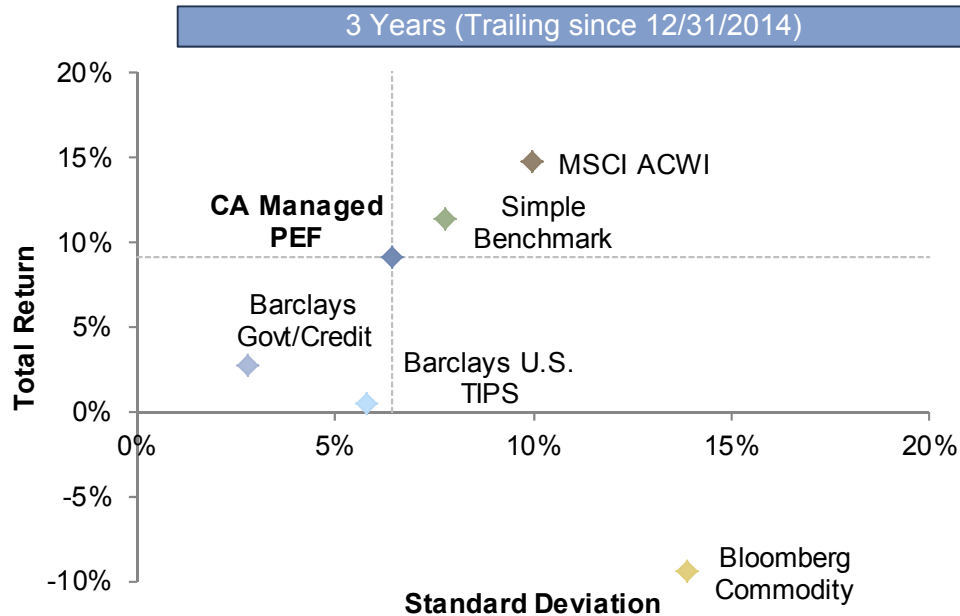 3 Years (Trailing since 12/31/2014)
20%
15%
MSCI ACWI
CA Managed
PEF
Simple
Benchmark
10%
Total Return
Barclays
Govt/Credit
5%
Barclays U.S.
TIPS
0%
0%
5%
10%
15%
20%
-5%
Bloomberg
Commodity
-10%
Standard Deviation